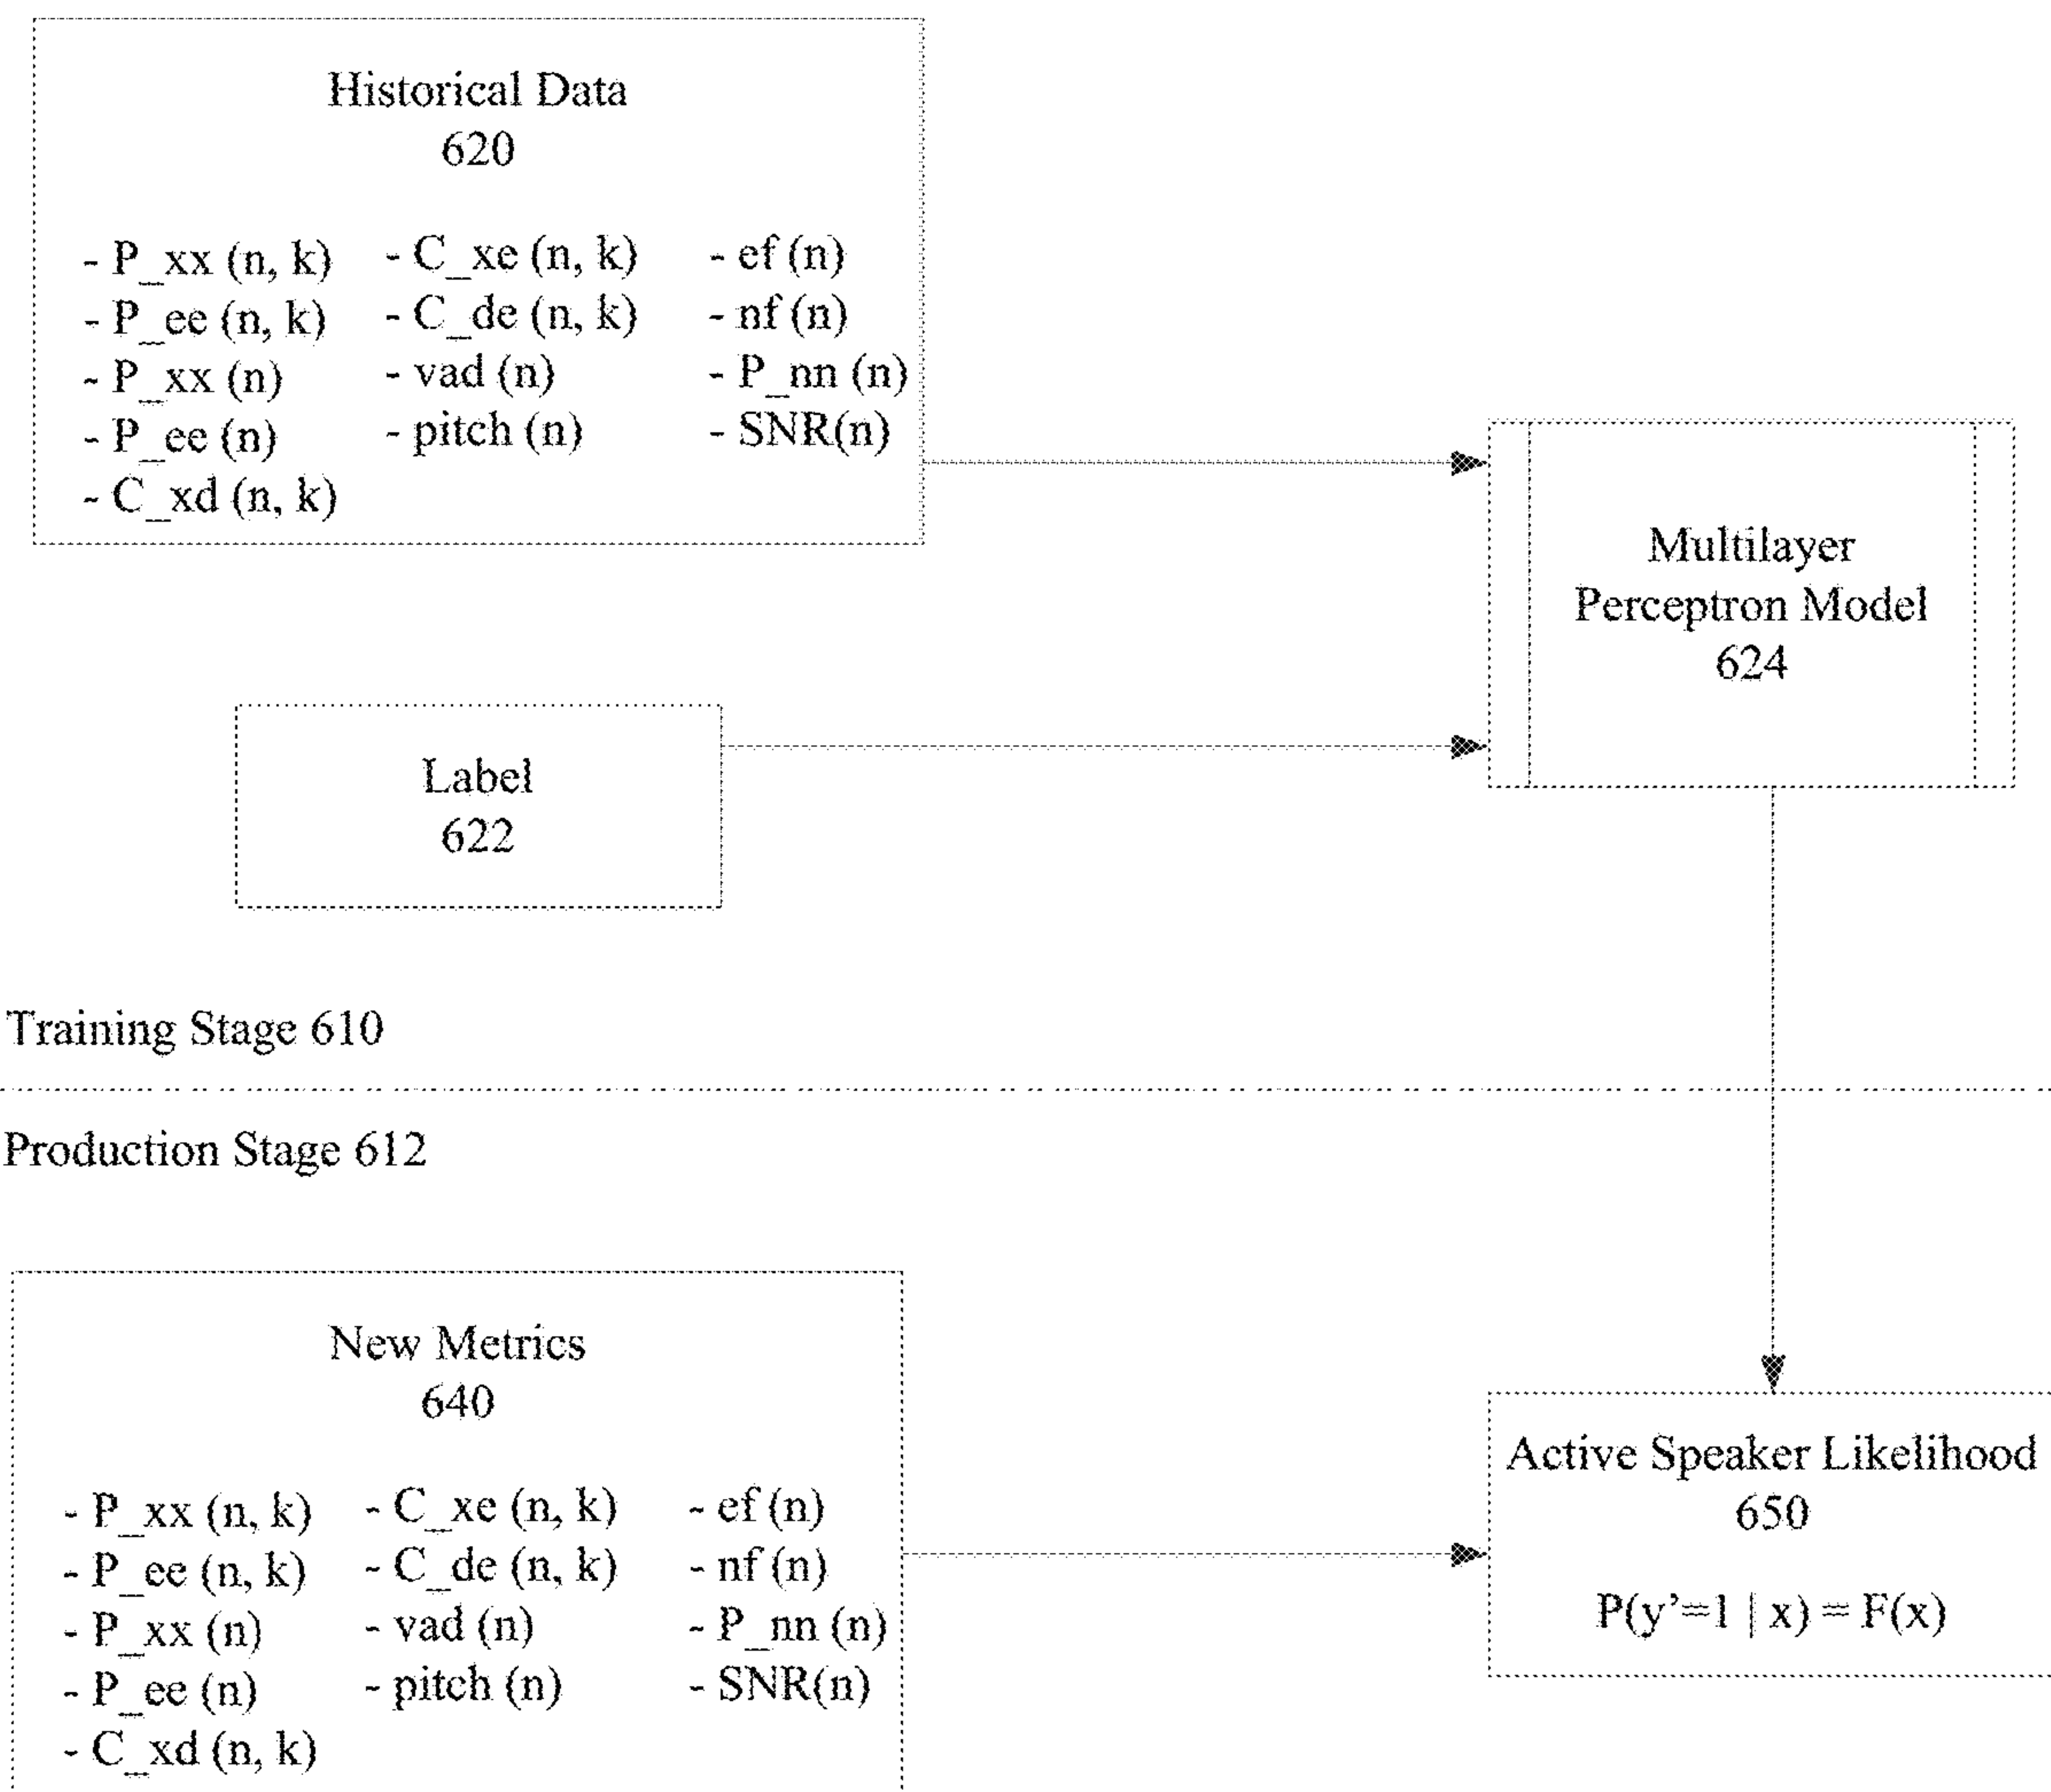 Historical Data
620
- P_xx (n, k)
- P_ee (n, k)
- P_xx (n)
- P_ee (n)
- C_xd (n, k)
- C_xe (n, k)
- C_de (n, k)
- vad (n)
- pitch (n)
- ef (n)
- nf (n)
- P_nn (n)
- SNR(n)
Multilayer
Perceptron Model
624
Label
622
Training Stage 610
Production Stage 612
New Metrics
640
- P_xx (n, k)
- P_ee (n, k)
- P_xx (n)
- P_ee (n)
- C_xd (n, k)
- C_xe (n, k)
- C_de (n, k)
- vad (n)
- pitch (n)
- ef (n)
- nf (n)
- P_nn (n)
- SNR(n)
Active Speaker Likelihood
650
P(y’=1 | x) = F(x)